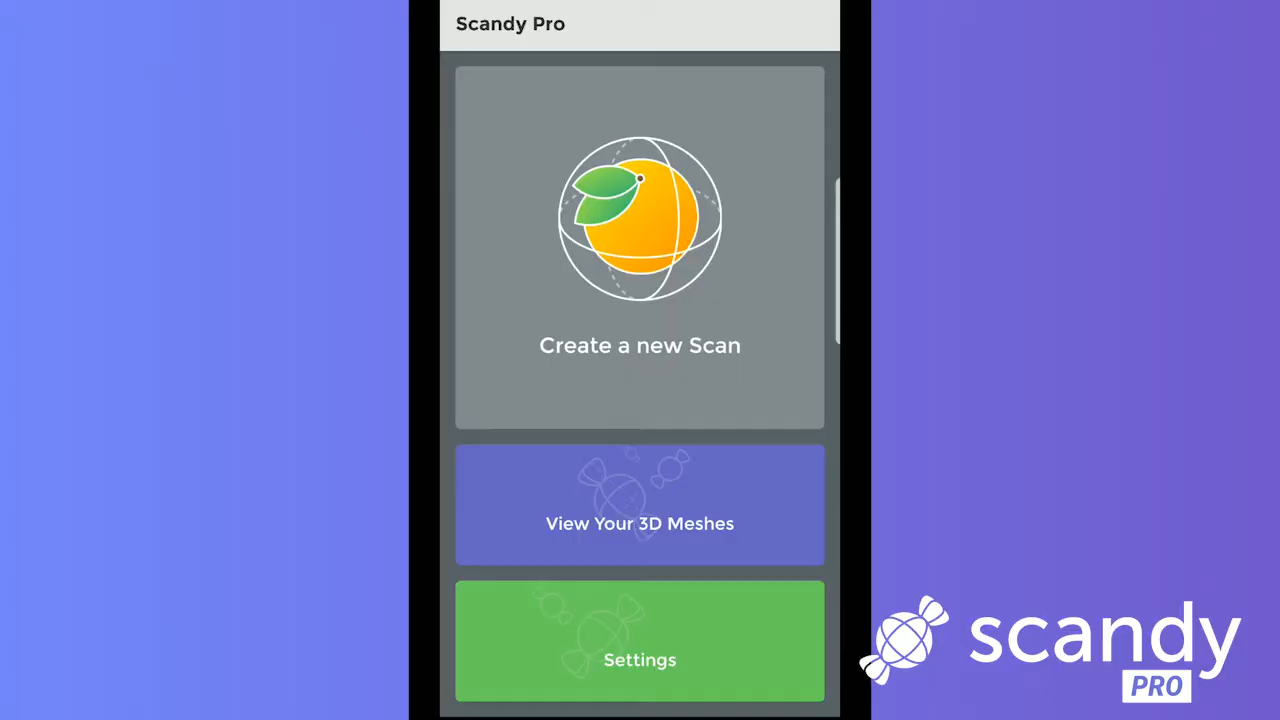 Scandy Pro
Create a new Scan
View Your 3D Meshes
Settings
scandy
PRO